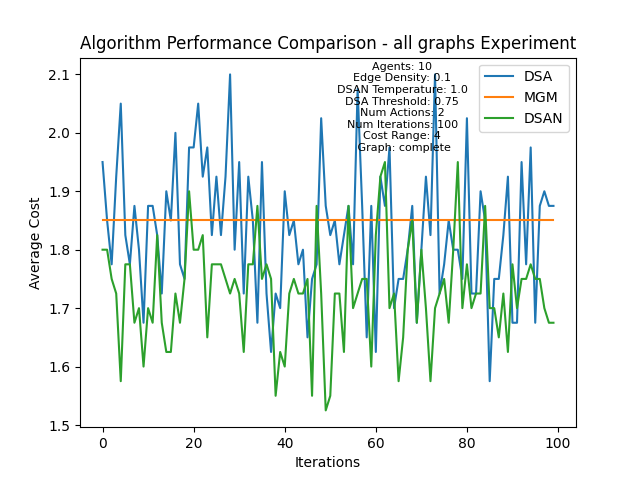 Algorithm Performance Comparison - all graphs Experiment
Agents: 10
Edge Density: 0.1
DSAN Temperature: 1.0
DSA Threshold: 0.75
Num Actions: 2
Num Iterations: 100
Cost Range: 4
Graph: complete
DSA
MGM
DSAN
2.1
2.0
1.9
1.8
1.7
1.6
1.5
Average Cost
0 20 40 60 80 100
Iterations